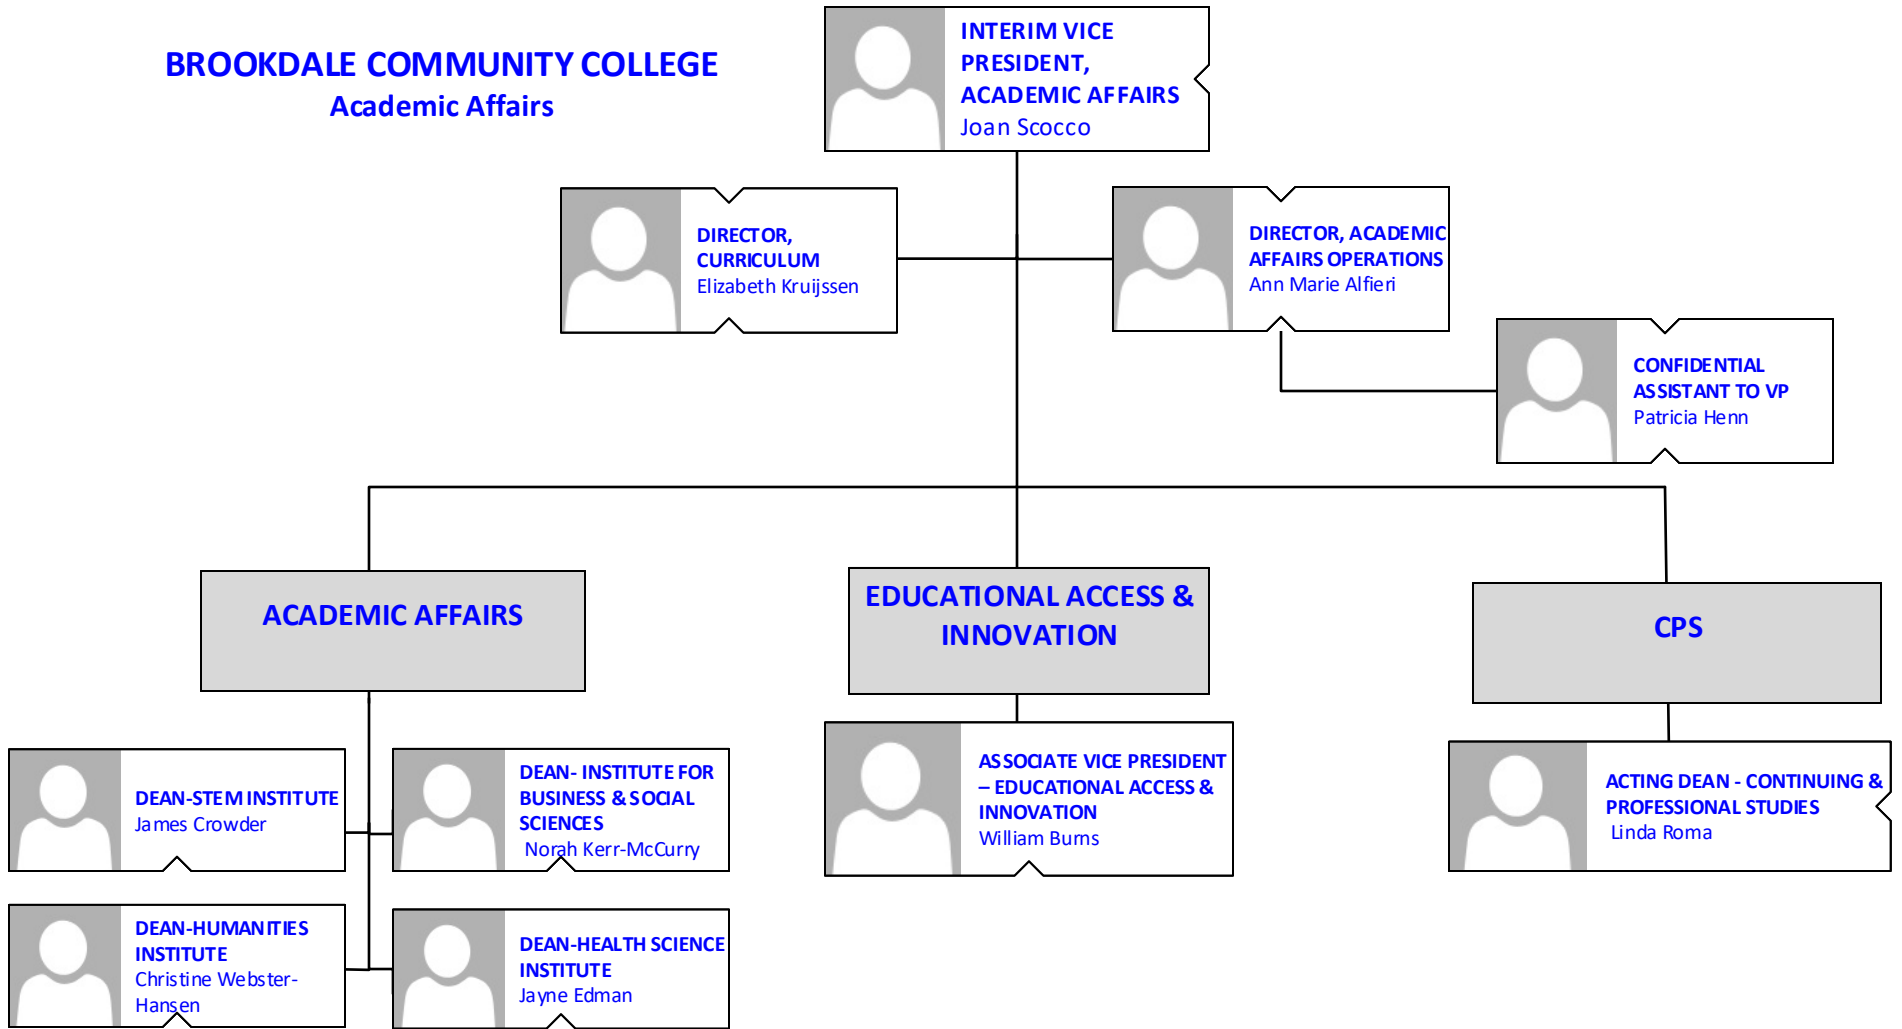 BROOKDALE COMMUNITY COLLEGE
Academic Affairs
INTERIM VICE
PRESIDENT,
ACADEMIC AFFAIRS
Joan Scocco
DIRECTOR,
CURRICULUM
Elizabeth Kruijssen
DIRECTOR, ACADEMIC
AFFAIRS OPERATIONS
Ann Marie Alfieri
CONFIDENTIAL
ASSISTANT TO VP
Patricia Henn
ACADEMIC AFFAIRS
EDUCATIONAL ACCESS &
INNOVATION
CPS
DEAN-STEM INSTITUTE
James Crowder
DEAN- INSTITUTE FOR
BUSINESS & SOCIAL
SCIENCES
Norah Kerr-McCurry
ASSOCIATE VICE PRESIDENT
– EDUCATIONAL ACCESS &
INNOVATION
William Burns
ACTING DEAN - CONTINUING &
PROFESSIONAL STUDIES
Linda Roma
DEAN-HUMANITIES
INSTITUTE
Christine Webster-
Hansen
DEAN-HEALTH SCIENCE
INSTITUTE
Jayne Edman